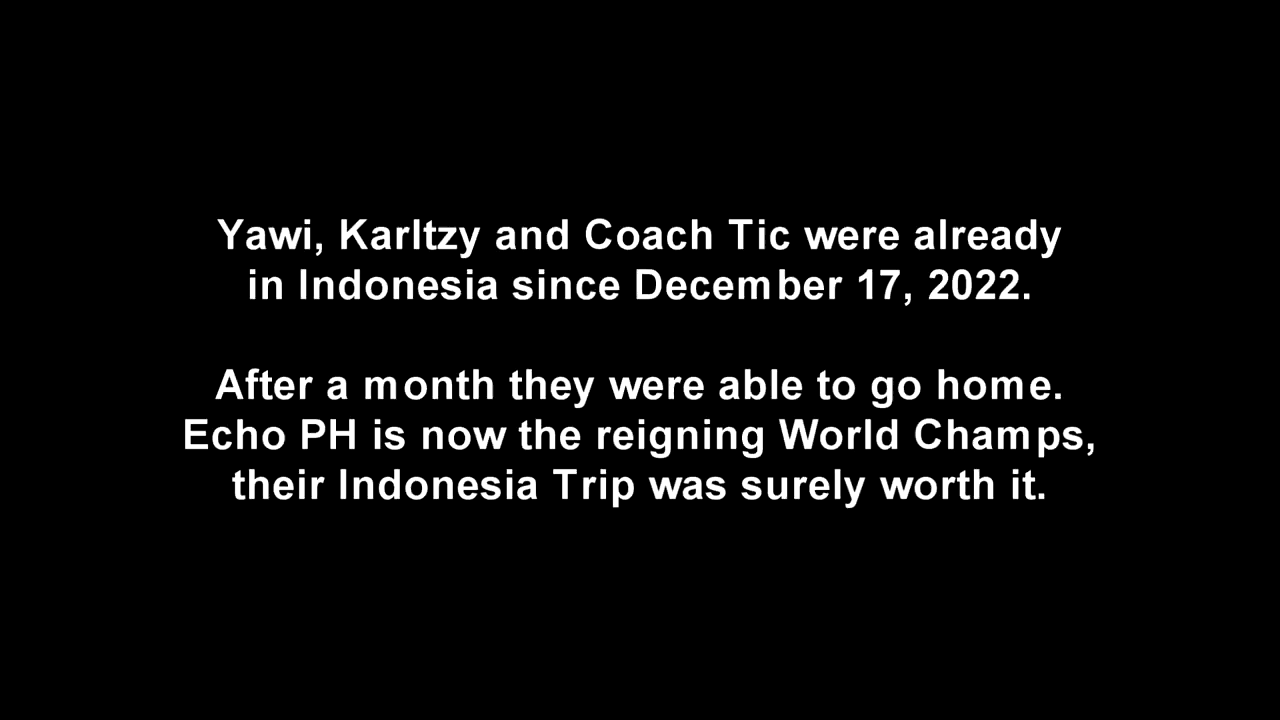 Yawi, Karltzy and Coach Tic were already
in Indonesia since December 17, 2022.
After a month they were able to go home.
Echo PH is now the reigning World Champs,
their Indonesia Trip was surely worth it.